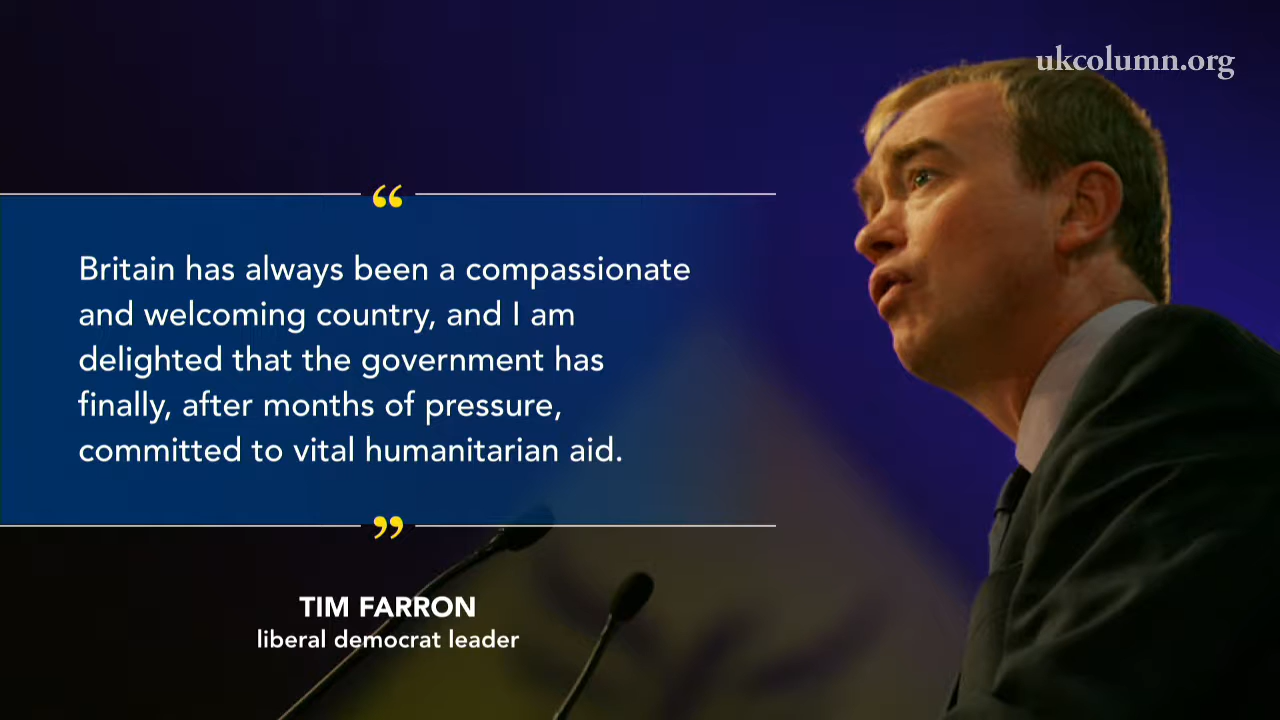 ukcolumn.org
“
Britain has always been a compassionate
and welcoming country, and I am
delighted that the government has
finally, after months of pressure,
committed to vital humanitarian aid.
”
TIM FARRON
liberal democrat leader